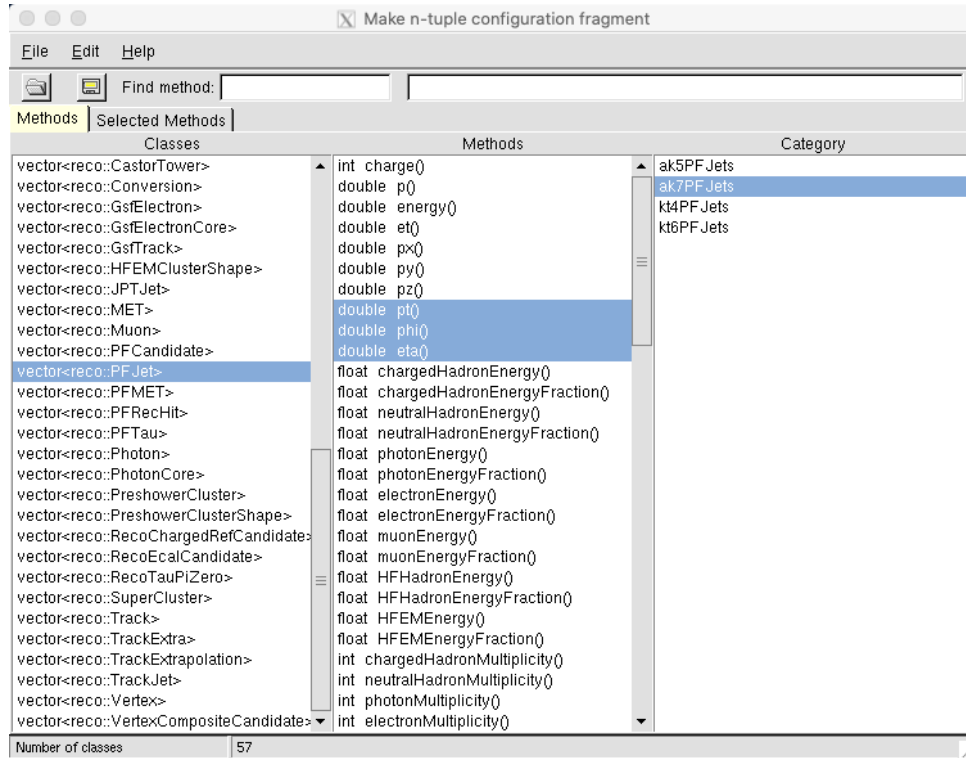 Make n-tuple configuration fragment
File Edit Help
Find method:
Methods Selected Methods
Classes Methods Category
vector<reco::CastorTower> int charge() ak5PFJets
vector<reco::Conversion> double p() ak7PFJets
vector<reco::GsfElectron> double energy() kt4PFJets
vector<reco::GsfElectronCore> double et() kt6PFJets
vector<reco::GsfTrack> double px()
vector<reco::HFEMClusterShape> double py()
vector<reco::JPTJet> double pz()
vector<reco::MET> double pt()
vector<reco::Muon> double phi()
vector<reco::PFCandidate> double eta()
vector<reco::PFJet> float chargedHadronEnergy()
vector<reco::PFMET> float chargedHadronEnergyFraction()
vector<reco::PFRecHit> float neutralHadronEnergy()
vector<reco::PFTau> float neutralHadronEnergyFraction()
vector<reco::Photon> float photonEnergy()
vector<reco::PhotonCore> float photonEnergyFraction()
vector<reco::PreshowerCluster> float electronEnergy()
vector<reco::PreshowerClusterShape> float electronEnergyFraction()
vector<reco::RecoChargedRefCandidate> float muonEnergy()
vector<reco::RecoEcalCandidate> float muonEnergyFraction()
vector<reco::RecoTauPiZero> float HFHadronEnergy()
vector<reco::SuperCluster> float HFHadronEnergyFraction()
vector<reco::Track> float HFEMEnergy()
vector<reco::TrackExtra> float HFEMEnergyFraction()
vector<reco::TrackExtrapolation> int chargedHadronMultiplicity()
vector<reco::TrackJet> int neutralHadronMultiplicity()
vector<reco::Vertex> int photonMultiplicity()
vector<reco::VertexCompositeCandidate> int electronMultiplicity()
Number of classes 57